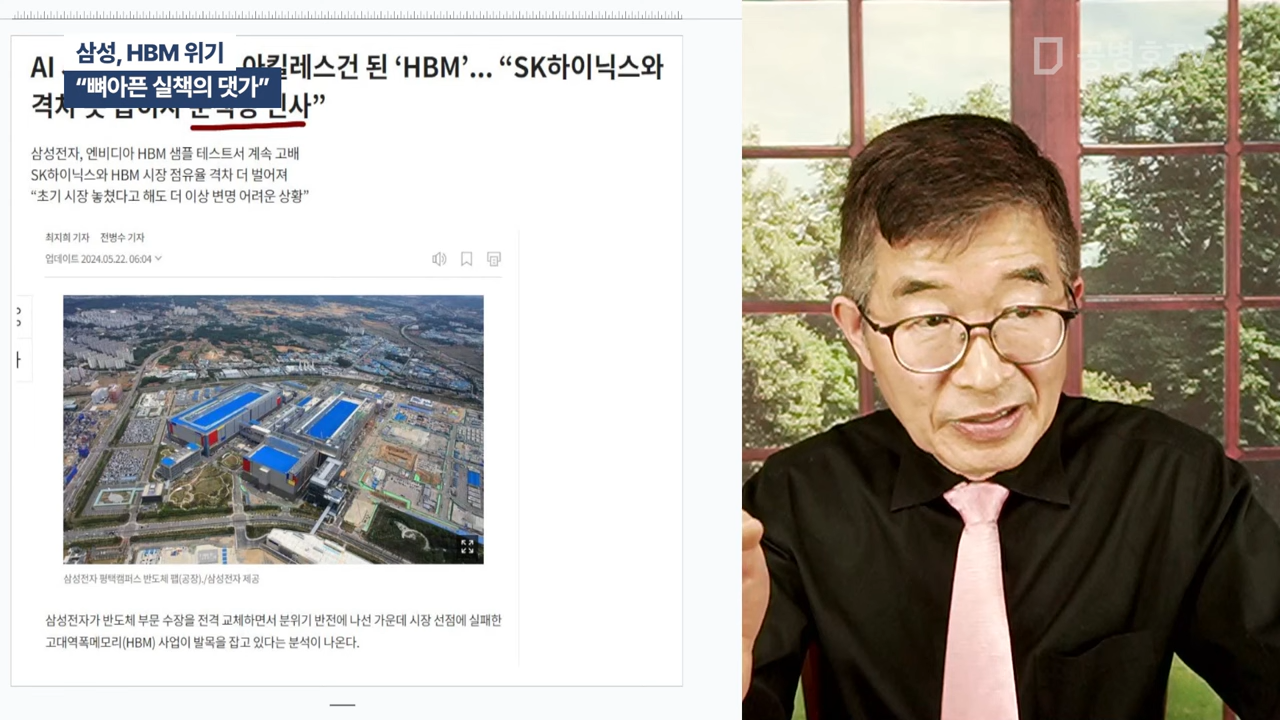 삼성, HBM 위기
“뼈아픈 실책의 댓가”
AI 아킬레스건 된 ‘HBM’... “SK하이닉스와
격차
삼성전자, 엔비디아 HBM 샘플 테스트서 계속 고배
SK하이닉스와 HBM 시장 점유율 격차 더 벌어져
“초기 시장 놓쳤다고 해도 더 이상 변명 어려운 상황”
최지희 기자 전병수 기자
업데이트 2024.05.22. 06:04
삼성전자 평택캠퍼스 반도체 팹(공장)./삼성전자 제공
삼성전자가 반도체 부문 수장을 전격 교체하면서 분위기 반전에 나선 가운데 시장 선점에 실패한
고대역폭메모리(HBM) 사업이 발목을 잡고 있다는 분석이 나온다.
공병호